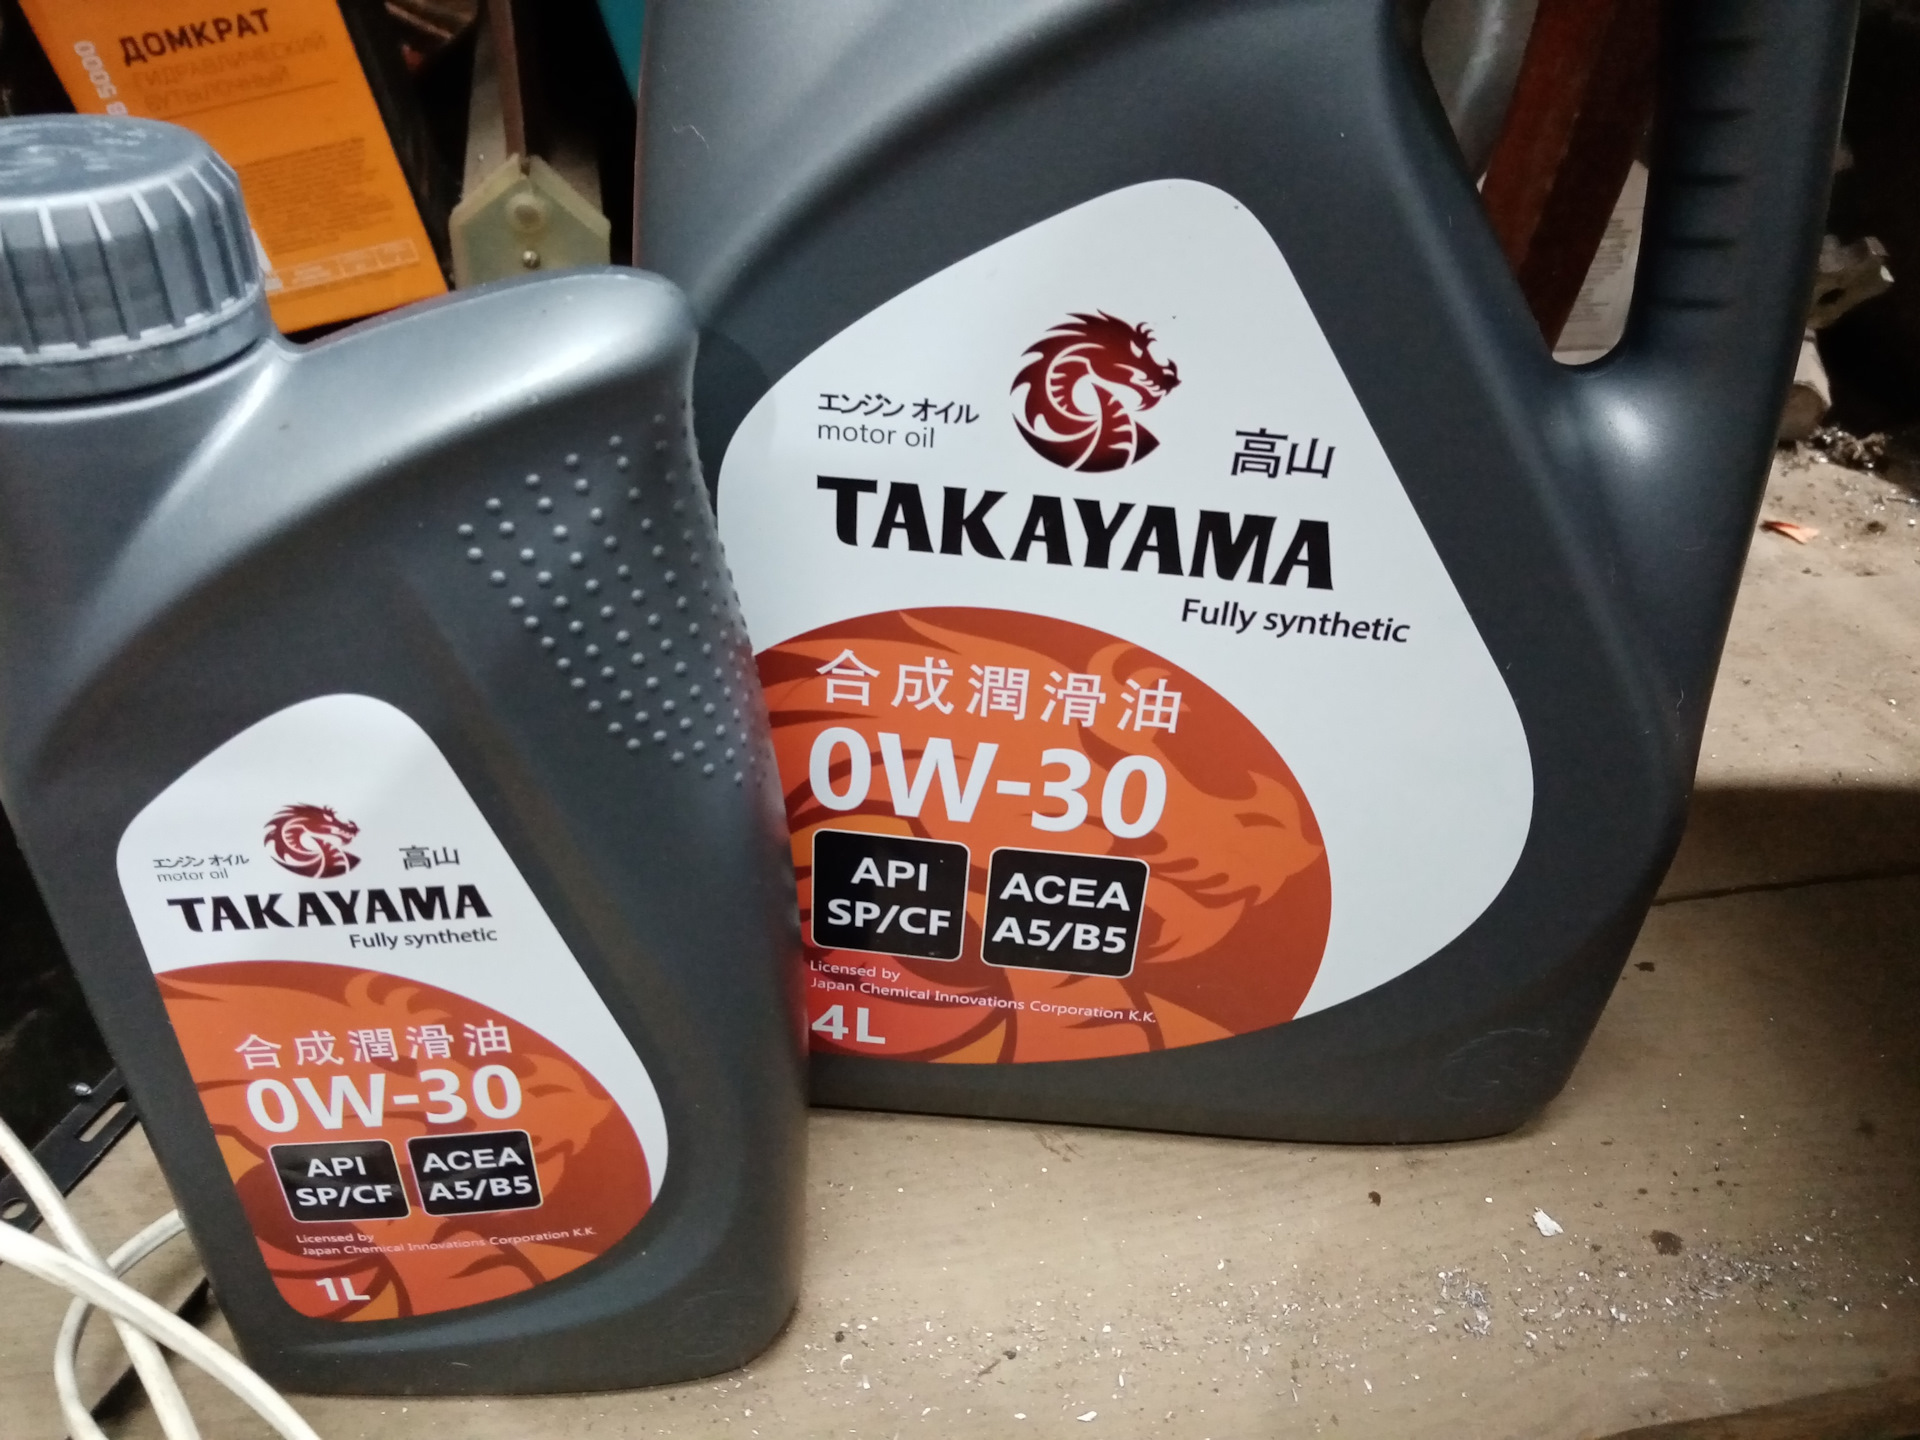 ДОМКРАТ
ГИДРАВЛИЧЕСКИЙ
БУТЫЛОЧНЫЙ
エンジン オイル
motor oil
高山
TAKAYAMA
Fully synthetic
合成潤滑油
0W-30
API
SP/CF
ACEA
A5/B5
Licensed by
Japan Chemical Innovations Corporation K.K.
4L
エンジン オイル
motor oil
高山
TAKAYAMA
Fully synthetic
合成潤滑油
0W-30
API
SP/CF
ACEA
A5/B5
Licensed by
Japan Chemical Innovations Corporation K.K.
1L